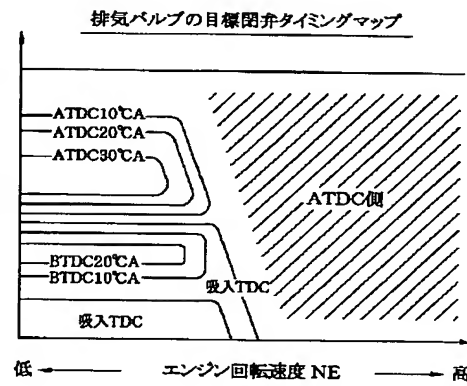 排気バルブの目標閉弁タイミングマップ
ATDC10℃A
ATDC20℃A
ATDC30℃A
ATDC側
BTDC20℃A
BTDC10℃A
吸入TDC
吸入TDC
低 エンジン回転速度 NE 高